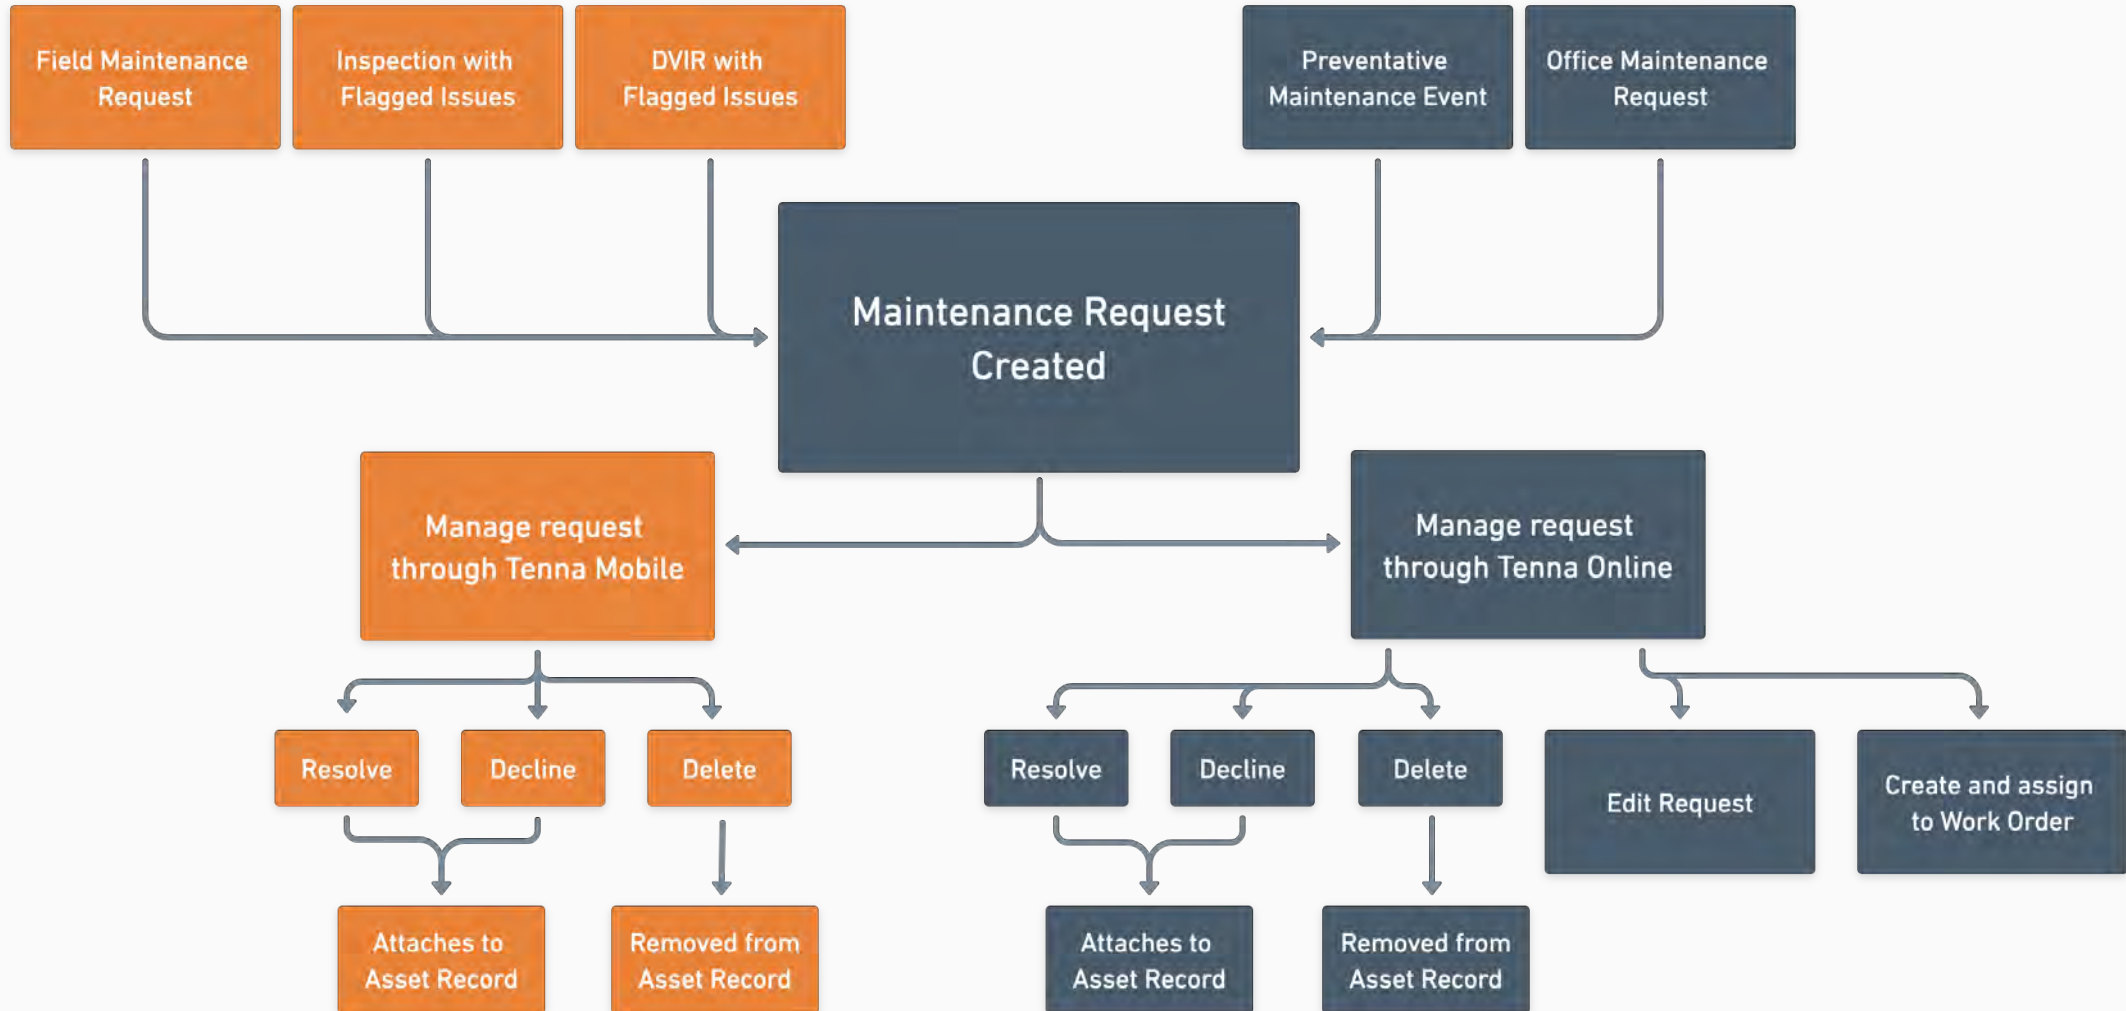 Field Maintenance
Request
Inspection with
Flagged Issues
DVIR with
Flagged Issues
Preventative
Maintenance Event
Office Maintenance
Request
Maintenance Request
Created
Manage request
through Tenna Mobile
Manage request
through Tenna Online
Resolve
Decline
Delete
Resolve
Decline
Delete
Edit Request
Create and assign
to Work Order
Attaches to
Asset Record
Removed from
Asset Record
Attaches to
Asset Record
Removed from
Asset Record